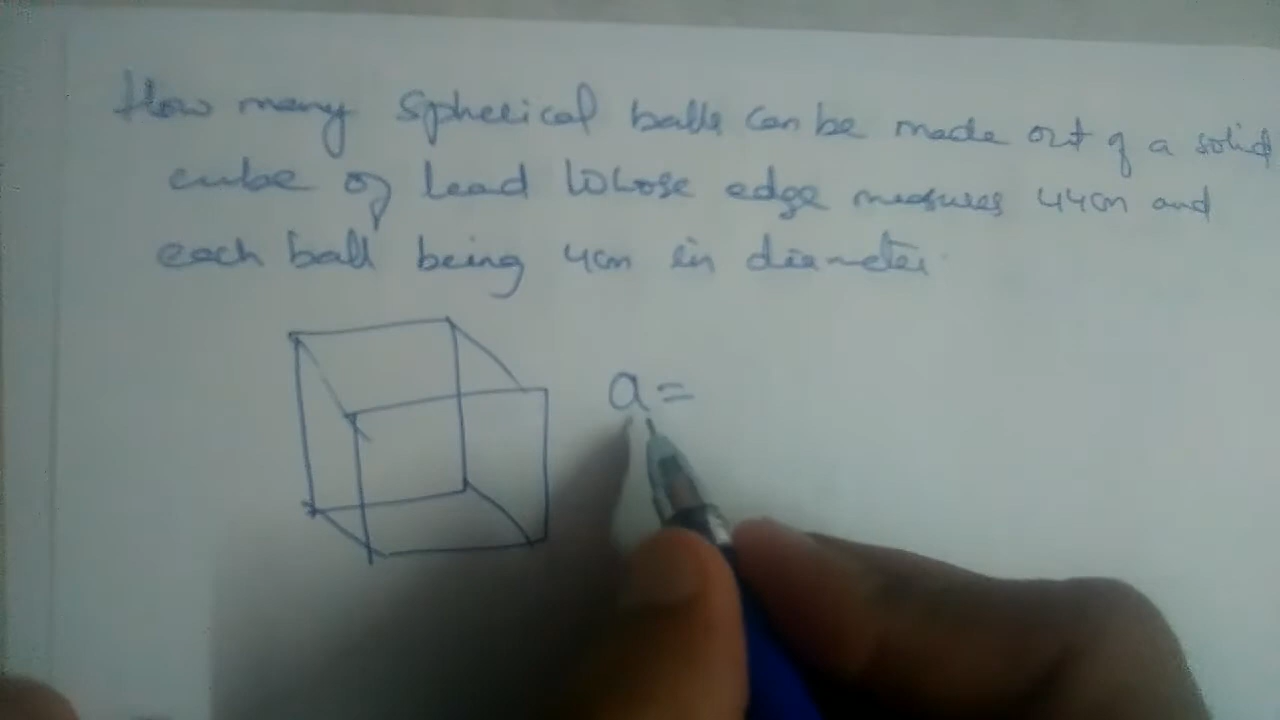 How many spherical balls can be made out of a solid
cube of lead whose edge measures 44cm and
each ball being 4cm in diameter.
a =